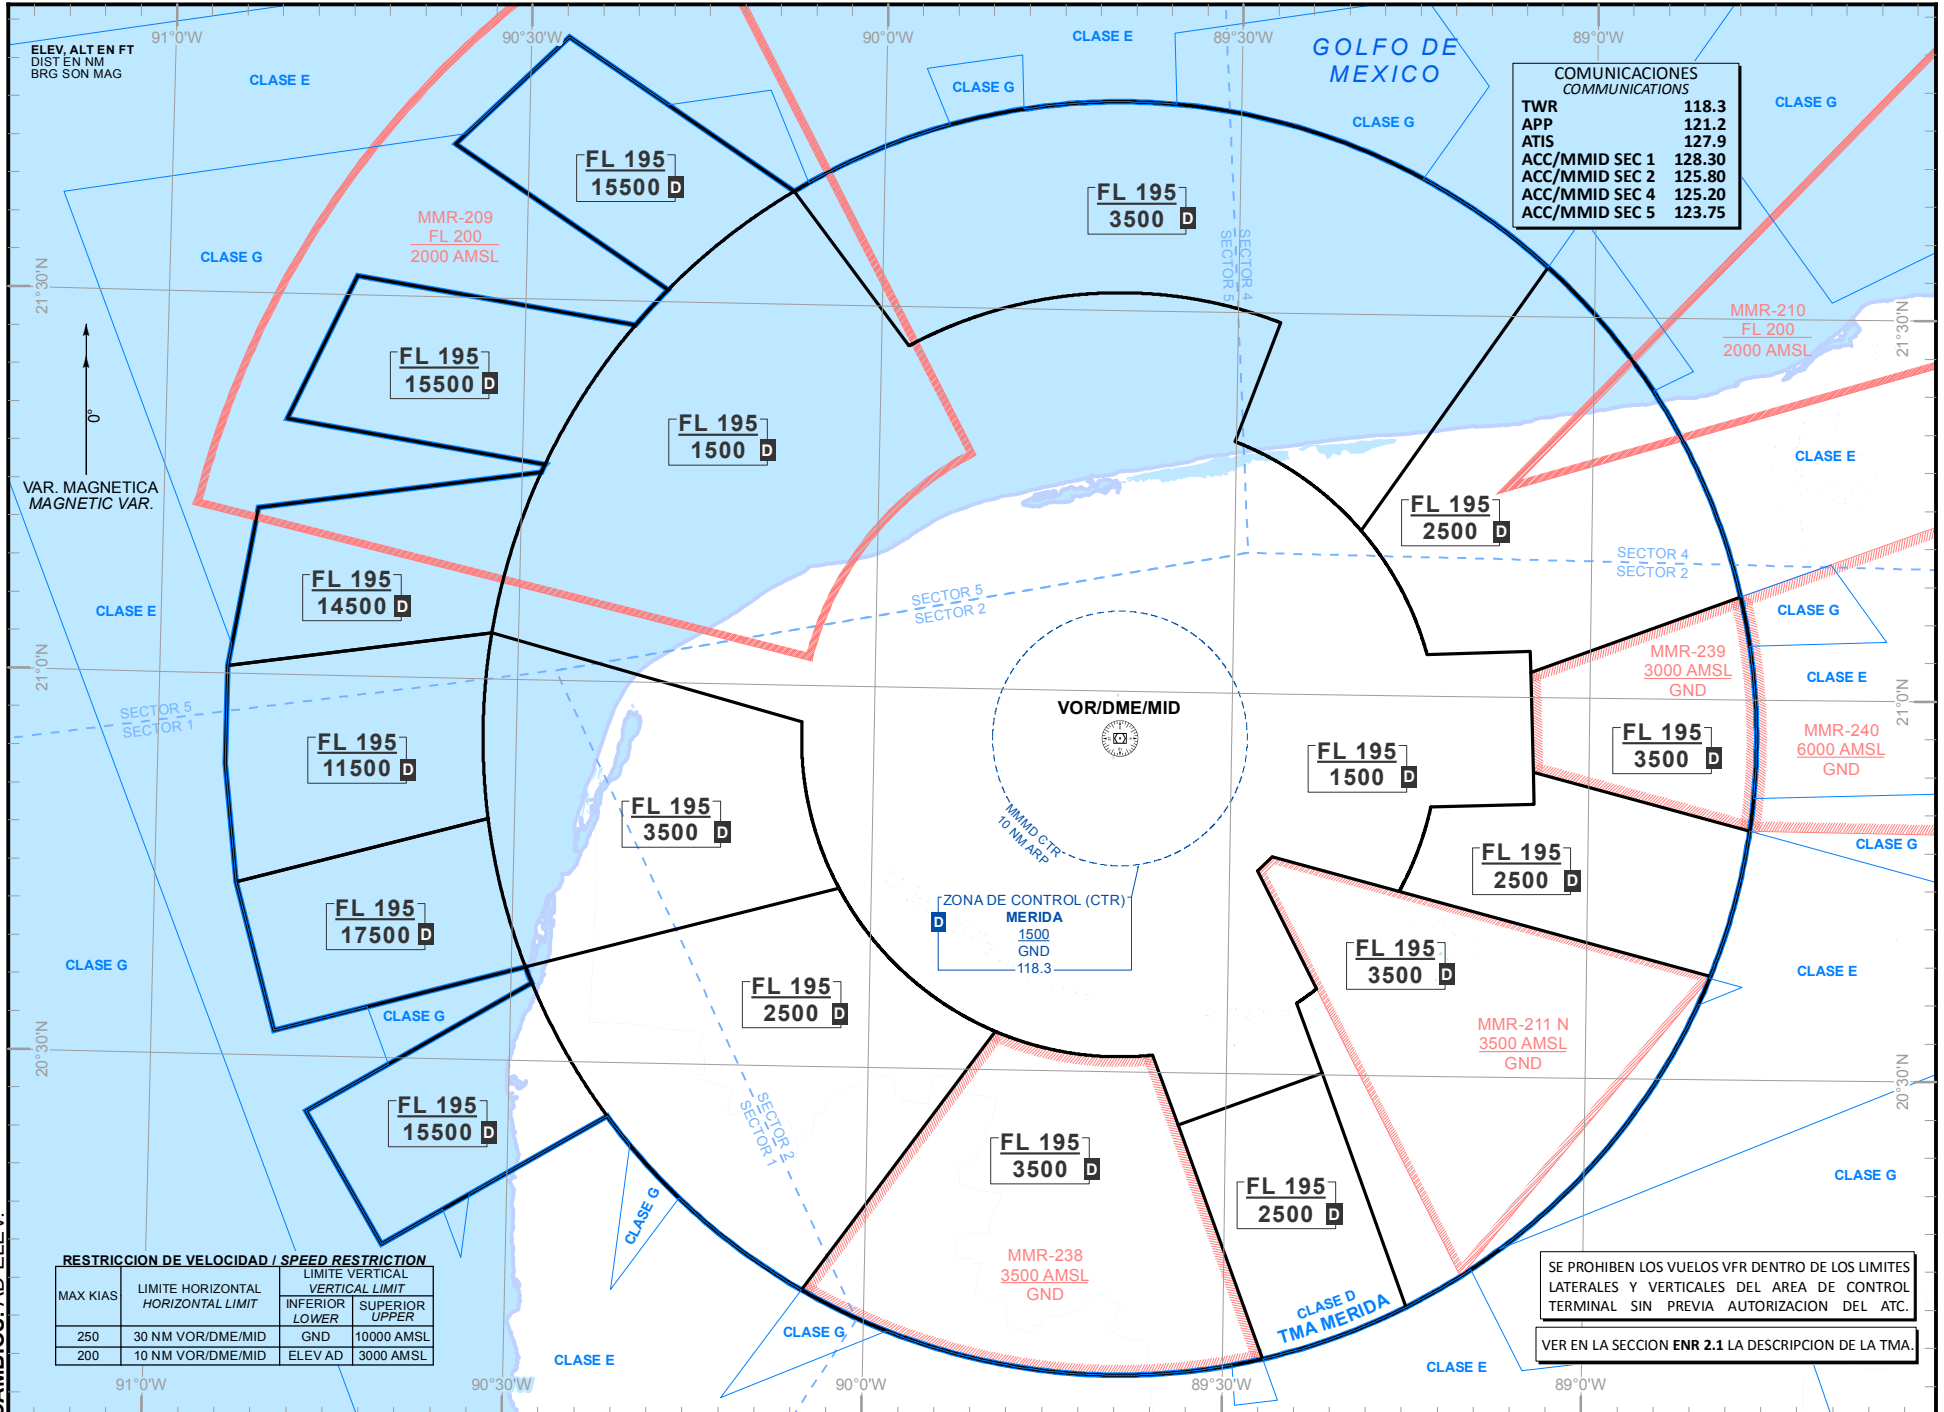 91°0'W
90°30'W
90°0'W
89°30'W
89°0'W
ELEV, ALT EN FT
DIST EN NM
BRG SON MAG
CLASE E
CLASE E
CLASE G
GOLFO DE
MEXICO
CLASE G
CLASE G
COMUNICACIONES
COMMUNICATIONS
TWR 118.3
APP 121.2
ATIS 127.9
ACC/MMID SEC 1 128.30
ACC/MMID SEC 2 125.80
ACC/MMID SEC 4 125.20
ACC/MMID SEC 5 123.75
FL 195
15500 D
FL 195
3500 D
MMR-209
FL 200
2000 AMSL
CLASE G
SECTOR 4
SECTOR 5
21°30'N
21°30'N
MMR-210
FL 200
2000 AMSL
FL 195
15500 D
0°
FL 195
1500 D
CLASE E
VAR. MAGNETICA
MAGNETIC VAR.
FL 195
2500 D
SECTOR 4
SECTOR 2
FL 195
14500 D
SECTOR 5
SECTOR 2
CLASE E
CLASE G
21°0'N
21°0'N
MMR-239
3000 AMSL
GND
CLASE E
SECTOR 5
SECTOR 1
VOR/DME/MID
FL 195
11500 D
FL 195
1500 D
FL 195
3500 D
MMR-240
6000 AMSL
GND
FL 195
3500 D
MMMD CTR
10 NM ARP
CLASE G
FL 195
2500 D
FL 195
17500 D
ZONA DE CONTROL (CTR)
D MERIDA
1500
GND
118.3
FL 195
3500 D
CLASE G
CLASE E
FL 195
2500 D
CLASE G
MMR-211 N
3500 AMSL
GND
20°30'N
20°30'N
FL 195
15500 D
SECTOR 2
SECTOR 1
FL 195
3500 D
FL 195
2500 D
CLASE G
CLASE G
MMR-238
3500 AMSL
GND
CLASE D
TMA MERIDA
CLASE G
CLASE E
CLASE E
RESTRICCION DE VELOCIDAD / SPEED RESTRICTION
MAX KIAS
LIMITE HORIZONTAL
HORIZONTAL LIMIT
LIMITE VERTICAL
VERTICAL LIMIT
INFERIOR
LOWER
SUPERIOR
UPPER
250 30 NM VOR/DME/MID GND 10000 AMSL
200 10 NM VOR/DME/MID ELEV AD 3000 AMSL
SE PROHIBEN LOS VUELOS VFR DENTRO DE LOS LIMITES
LATERALES Y VERTICALES DEL AREA DE CONTROL
TERMINAL SIN PREVIA AUTORIZACION DEL ATC.
VER EN LA SECCION ENR 2.1 LA DESCRIPCION DE LA TMA.
91°0'W
90°30'W
90°0'W
89°30'W
89°0'W